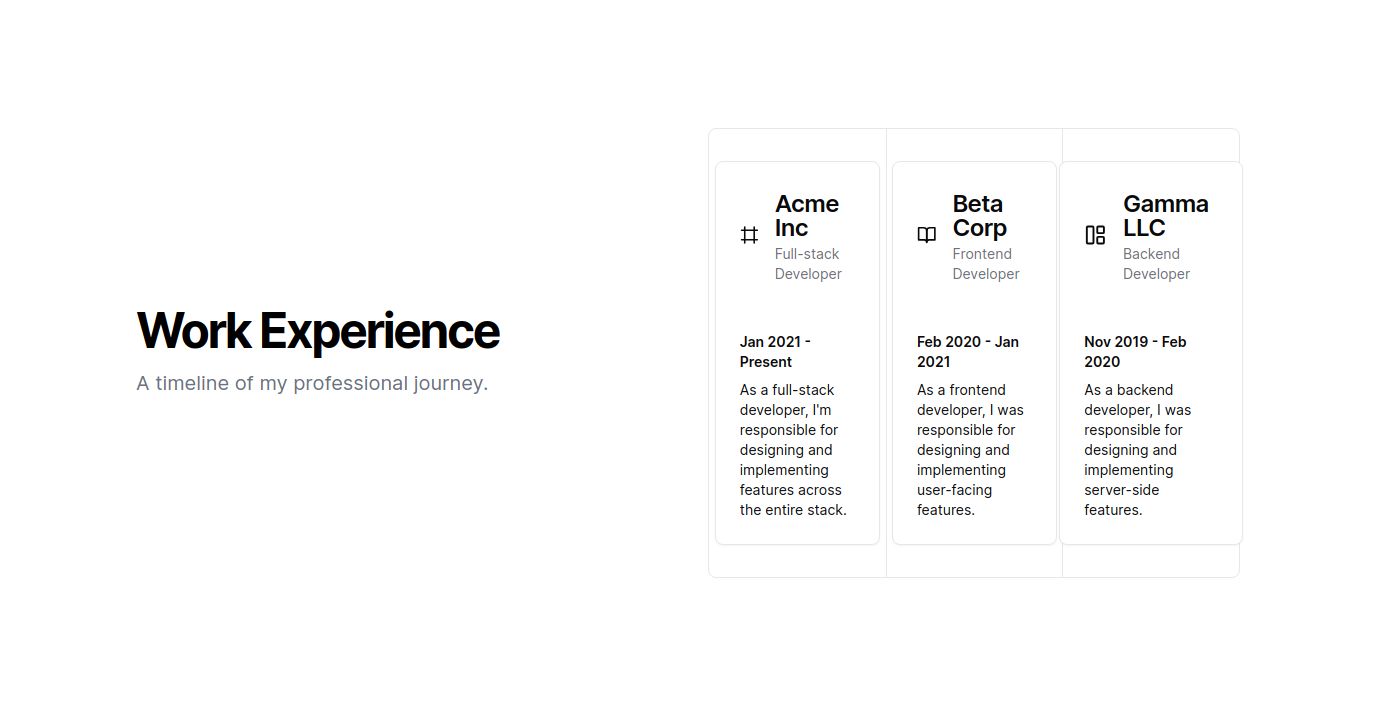 Work Experience
A timeline of my professional journey.
Acme
Inc
Full-stack
Developer
Jan 2021 -
Present
As a full-stack
developer, I'm
responsible for
designing and
implementing
features across
the entire stack.
Beta
Corp
Frontend
Developer
Feb 2020 - Jan
2021
As a frontend
developer, I was
responsible for
designing and
implementing
user-facing
features.
Gamma
LLC
Backend
Developer
Nov 2019 - Feb
2020
As a backend
developer, I was
responsible for
designing and
implementing
server-side
features.